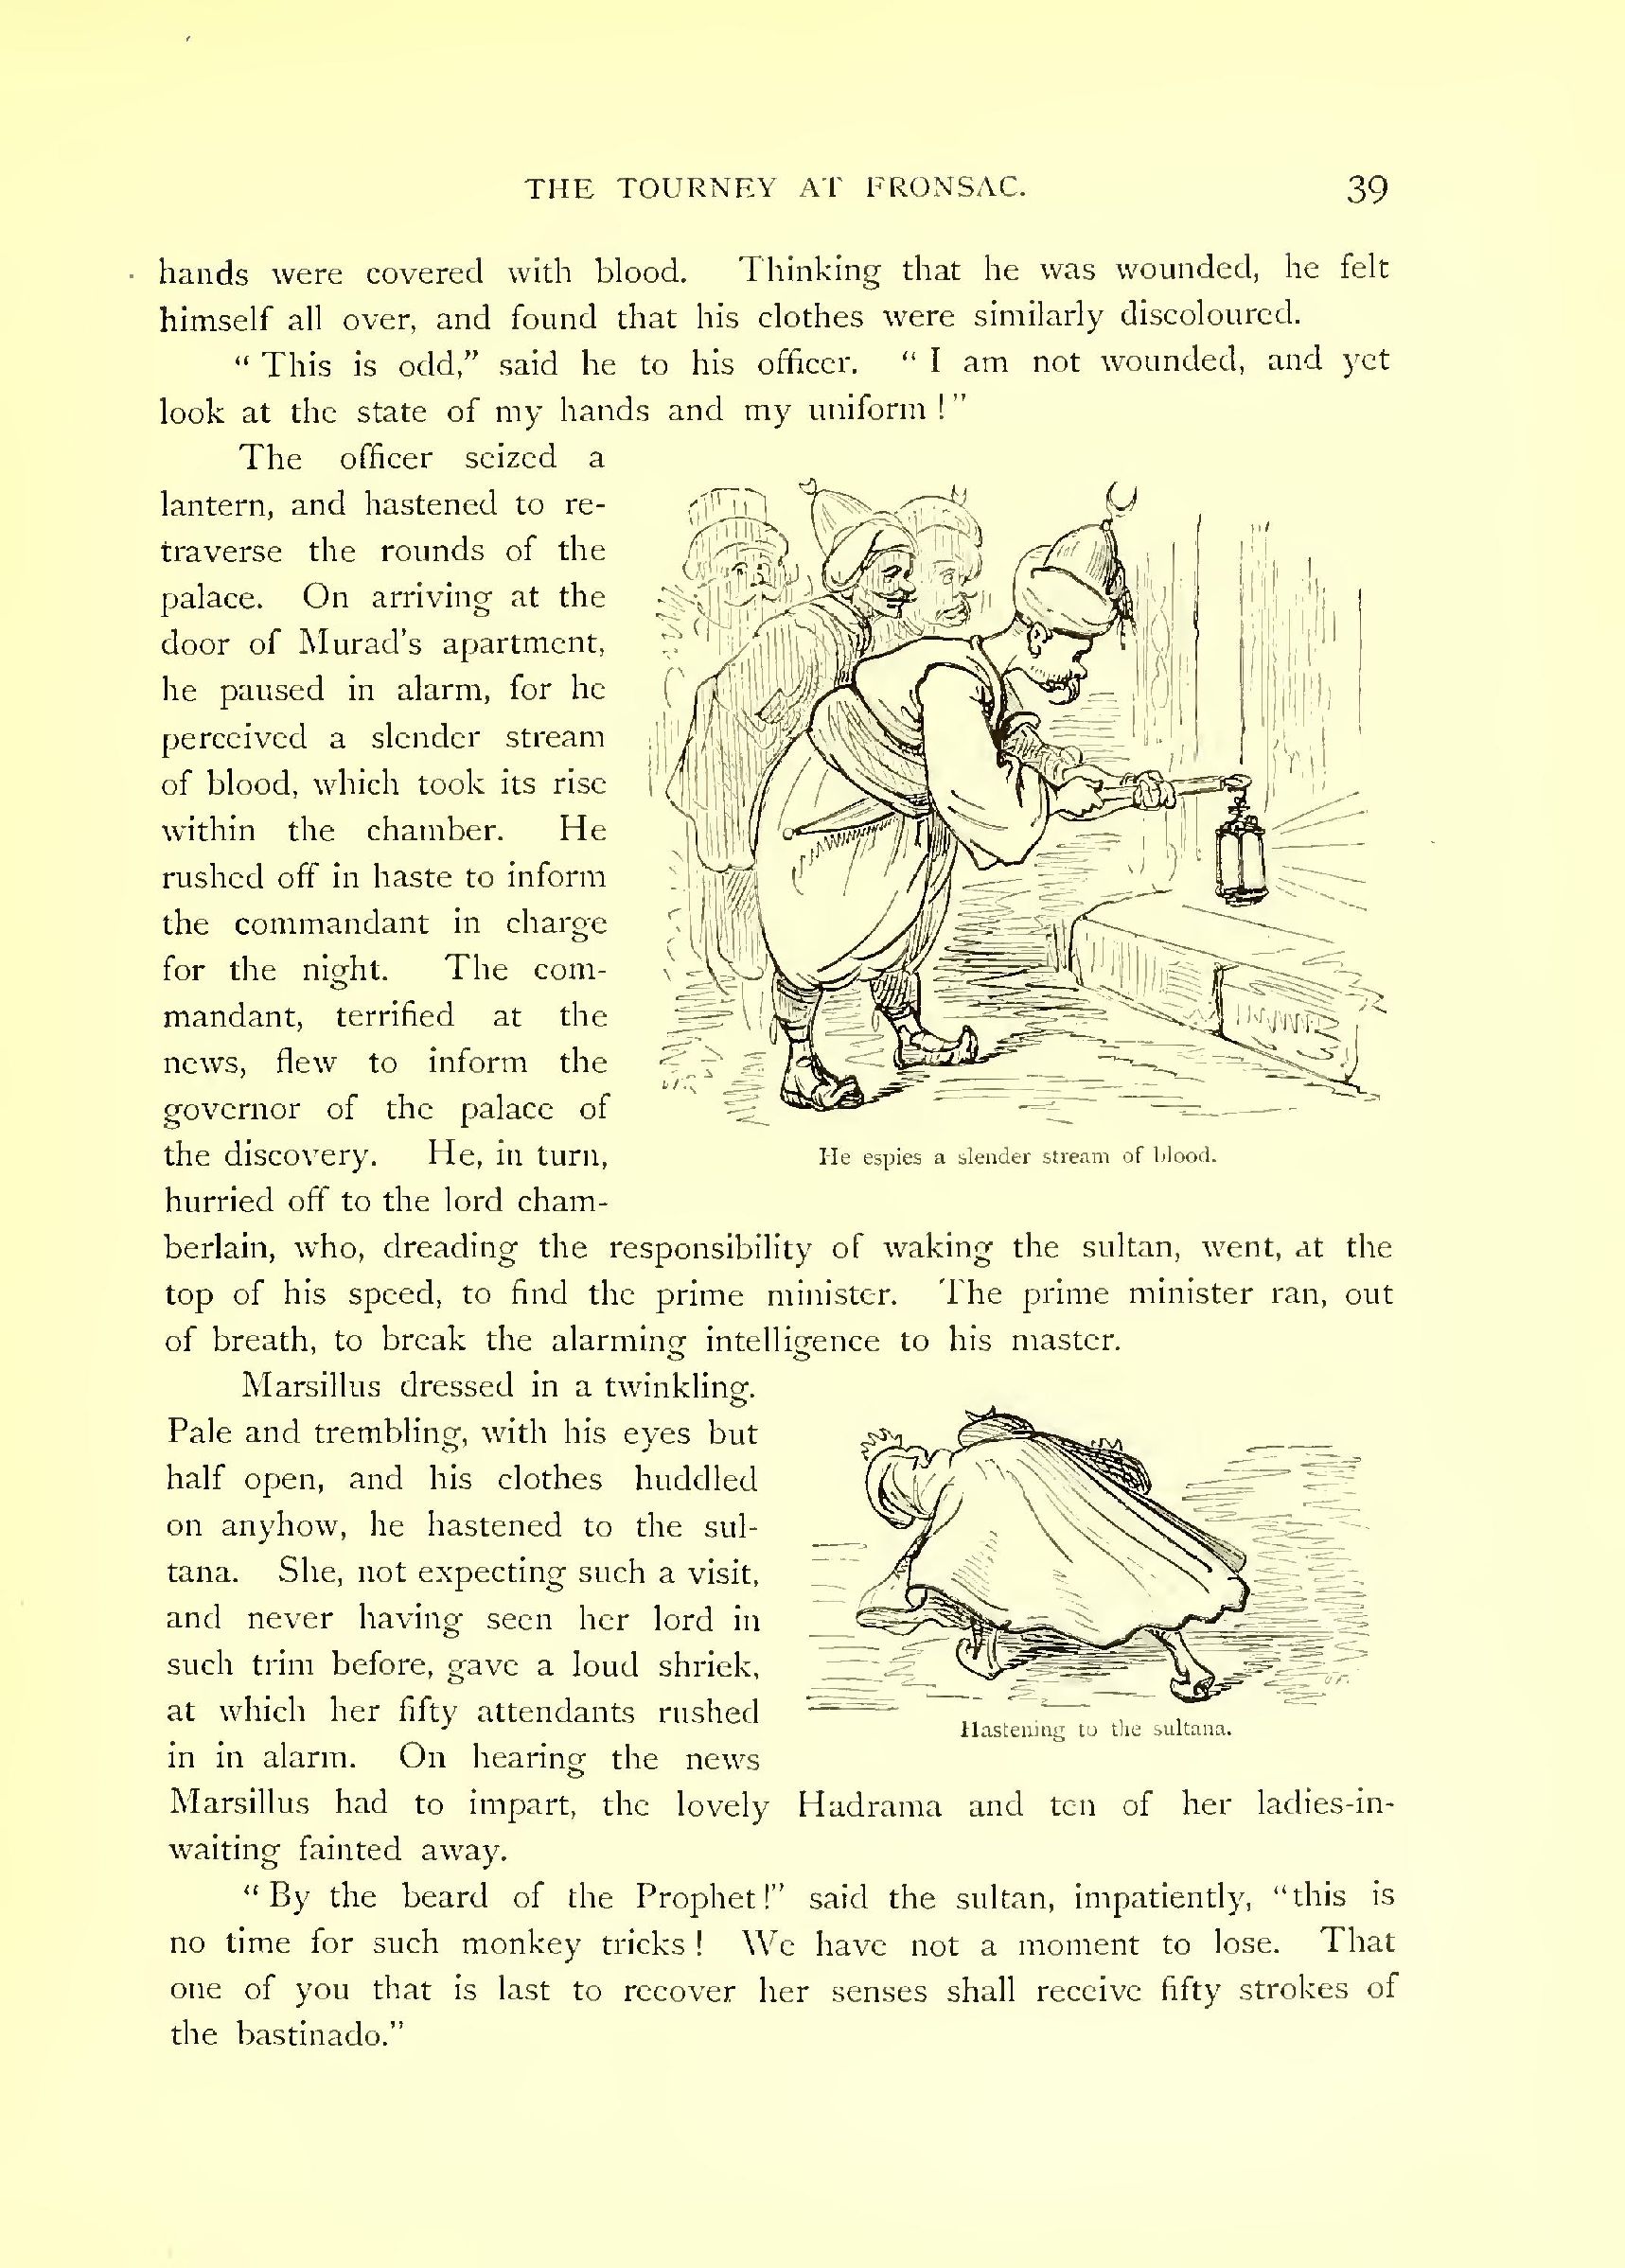 THE TOURNEY AT FRONSAC. 39
hands were covered with blood. Thinking that he was wounded, he felt
himself all over, and found that his clothes were similarly discoloured.
“ This is odd,” said he to his officer. “ I am not wounded, and yet
look at the state of my hands and my uniform ! ”
The officer seized a
lantern, and hastened to re-
traverse the rounds of the
palace. On arriving at the
door of Murad’s apartment,
he paused in alarm, for he
perceived a slender stream
of blood, which took its rise
within the chamber. He
rushed off in haste to inform
the commandant in charge
for the night. The com-
mandant, terrified at the
news, flew to inform the
governor of the palace of
the discovery. He, in turn,
hurried off to the lord cham-
He espies a slender stream of blood.
berlain, who, dreading the responsibility of waking the sultan, went, at the
top of his speed, to find the prime minister. The prime minister ran, out
of breath, to break the alarming intelligence to his master.
Marsillus dressed in a twinkling.
Pale and trembling, with his eyes but
half open, and his clothes huddled
on anyhow, he hastened to the sul-
tana. She, not expecting such a visit,
and never having seen her lord in
such trim before, gave a loud shriek,
at which her fifty attendants rushed
in in alarm. On hearing the news
Hastening to the sultana.
Marsillus had to impart, the lovely Hadrama and ten of her ladies-in-
waiting fainted away.
“ By the beard of the Prophet!” said the sultan, impatiently, “this is
no time for such monkey tricks ! We have not a moment to lose. That
one of you that is last to recover her senses shall receive fifty strokes of
the bastinado.”